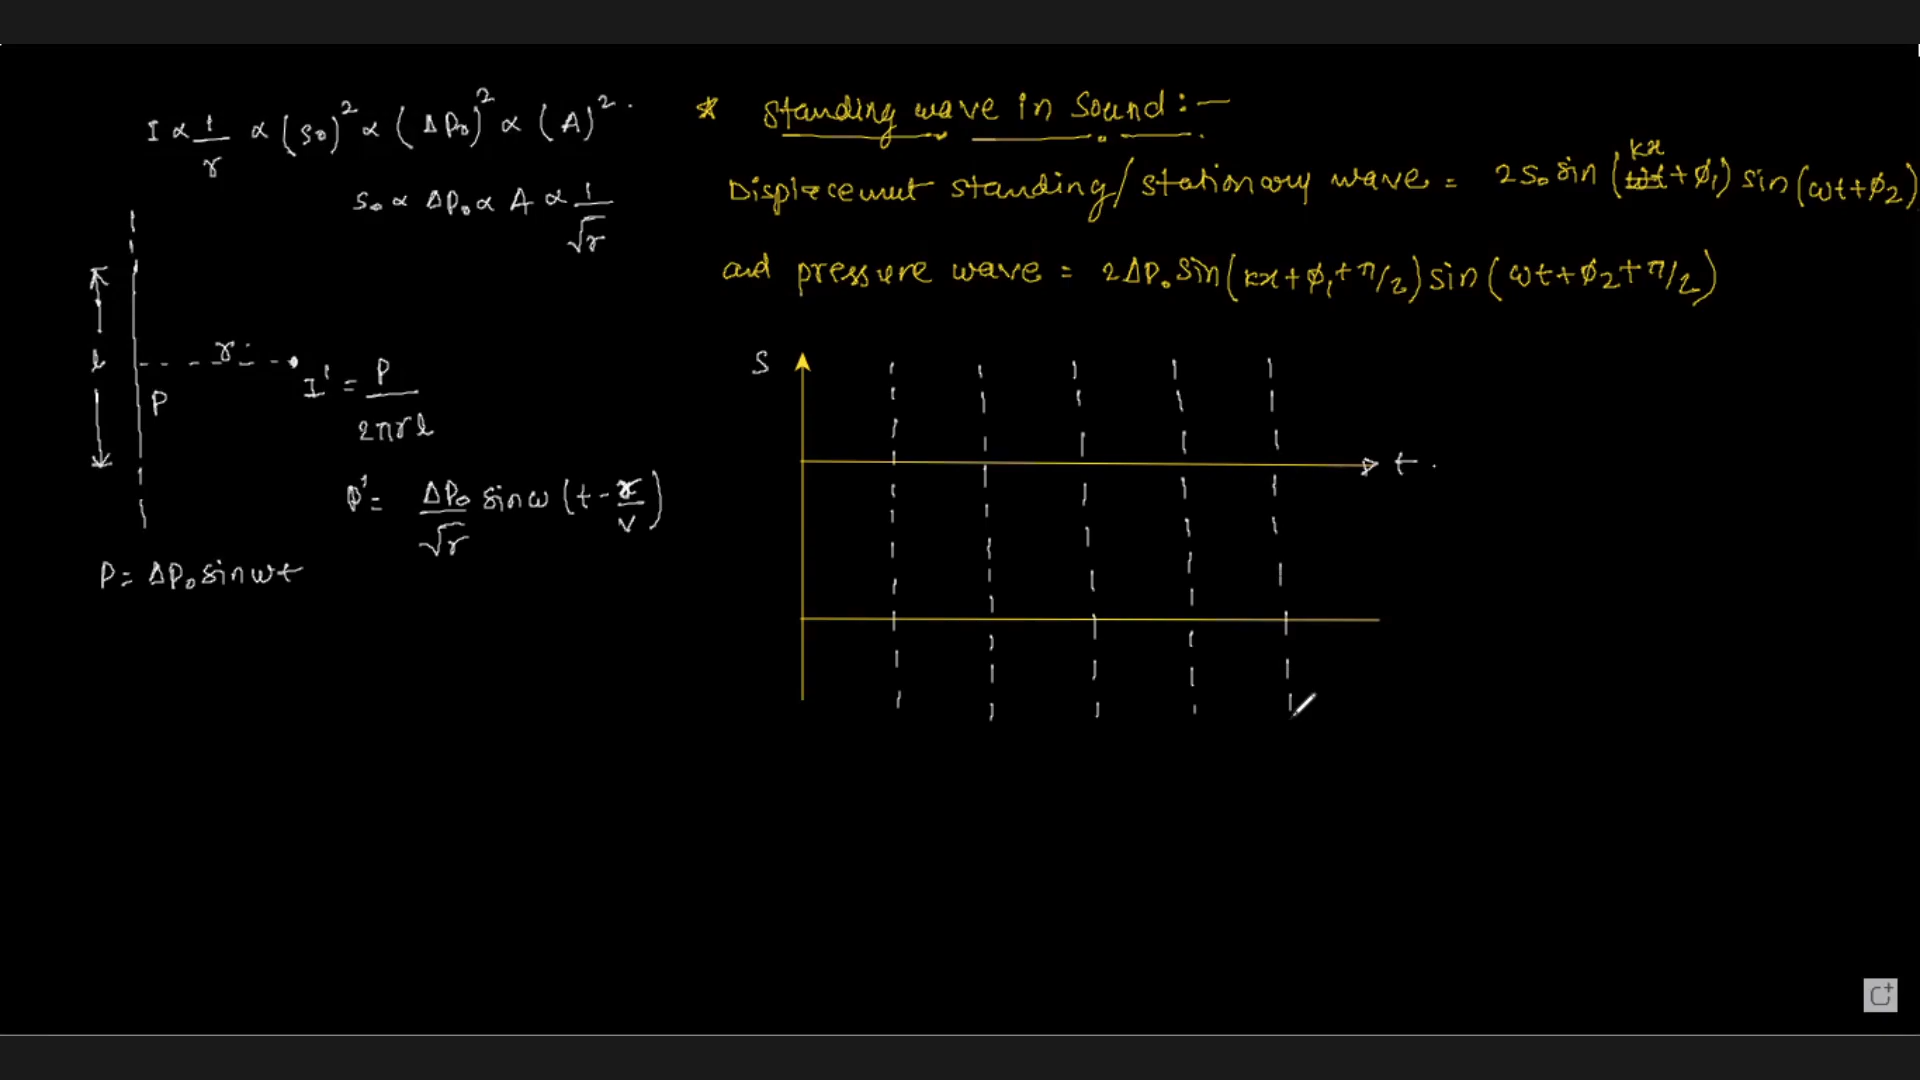 I ∝ 1/r ∝ (S₀)² ∝ (ΔP₀)² ∝ (A)².
S₀ ∝ ΔP₀ ∝ A ∝ 1/√r
l
r
P
I' = P/2πrl
P' = ΔP₀/√r sin ω (t - r/v)
P = ΔP₀ sin ωt
* Standing wave in Sound :-
Displacemut standing/stationary wave = 2S₀ sin (kx + ϕ₁) sin (ωt + ϕ₂)
and pressure wave = 2ΔP₀ sin (kx + ϕ₁ + π/2) sin (ωt + ϕ₂ + π/2)
S
t.